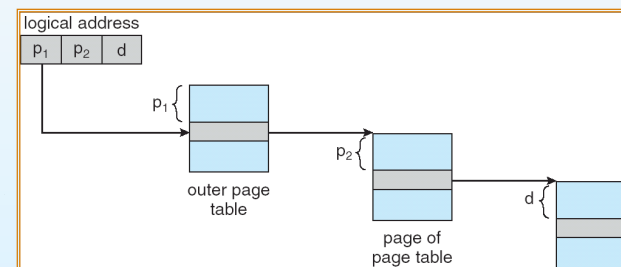 logical address
p₁ p₂ d
p₁
p₂
d
outer page
table
page of
page table